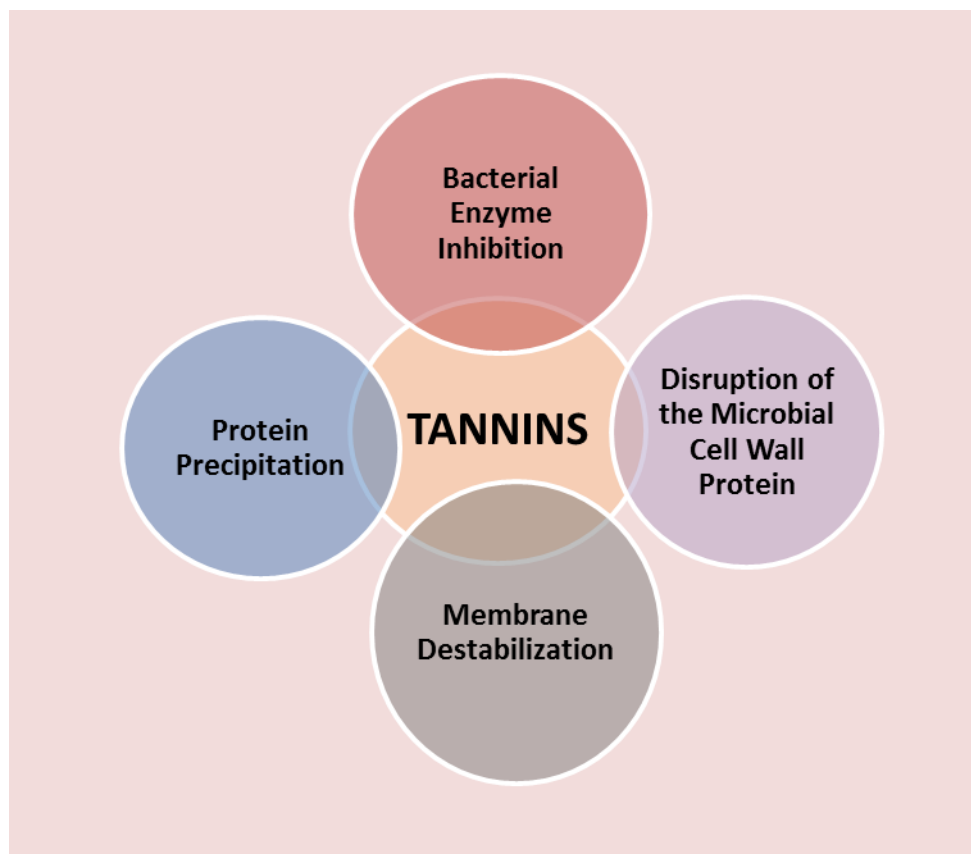 Bacterial
Enzyme
Inhibition
Protein
Precipitation
TANNINS
Disruption of
the Microbial
Cell Wall
Protein
Membrane
Destabilization